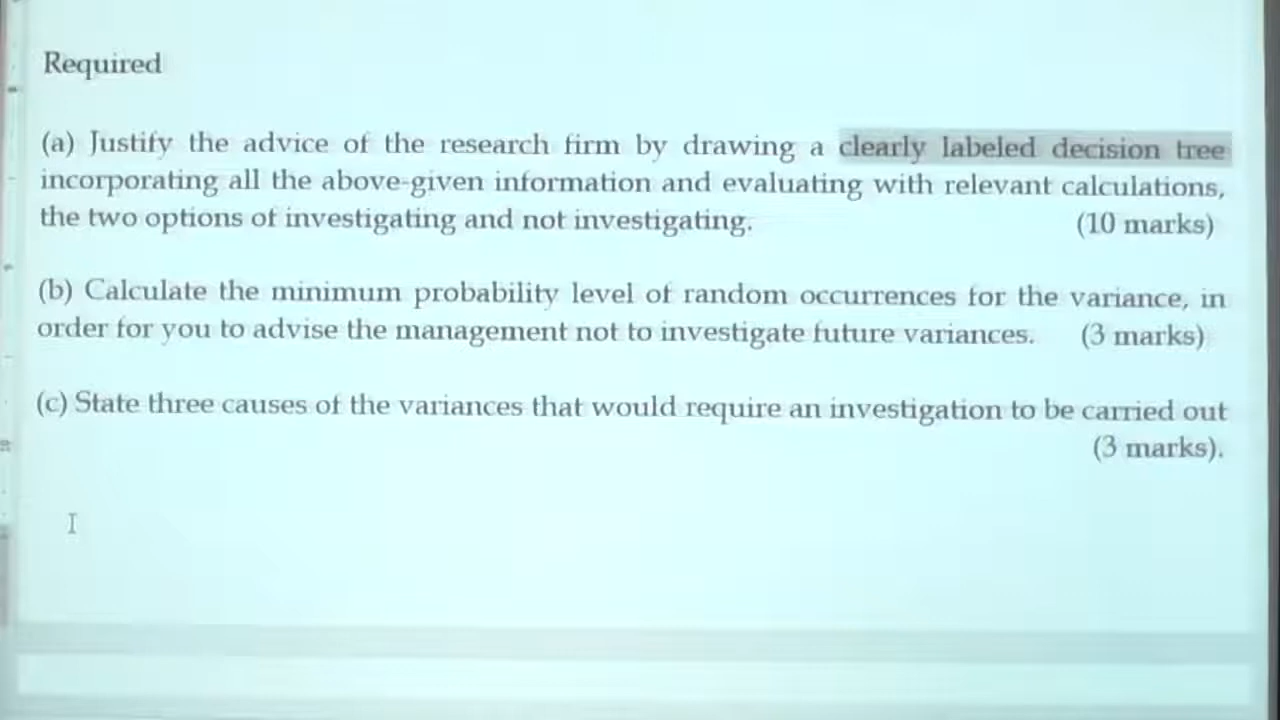 Required
(a) Justify the advice of the research firm by drawing a clearly labeled decision tree
incorporating all the above-given information and evaluating with relevant calculations,
the two options of investigating and not investigating. (10 marks)
(b) Calculate the minimum probability level of random occurrences for the variance, in
order for you to advise the management not to investigate future variances. (3 marks)
(c) State three causes of the variances that would require an investigation to be carried out
(3 marks).